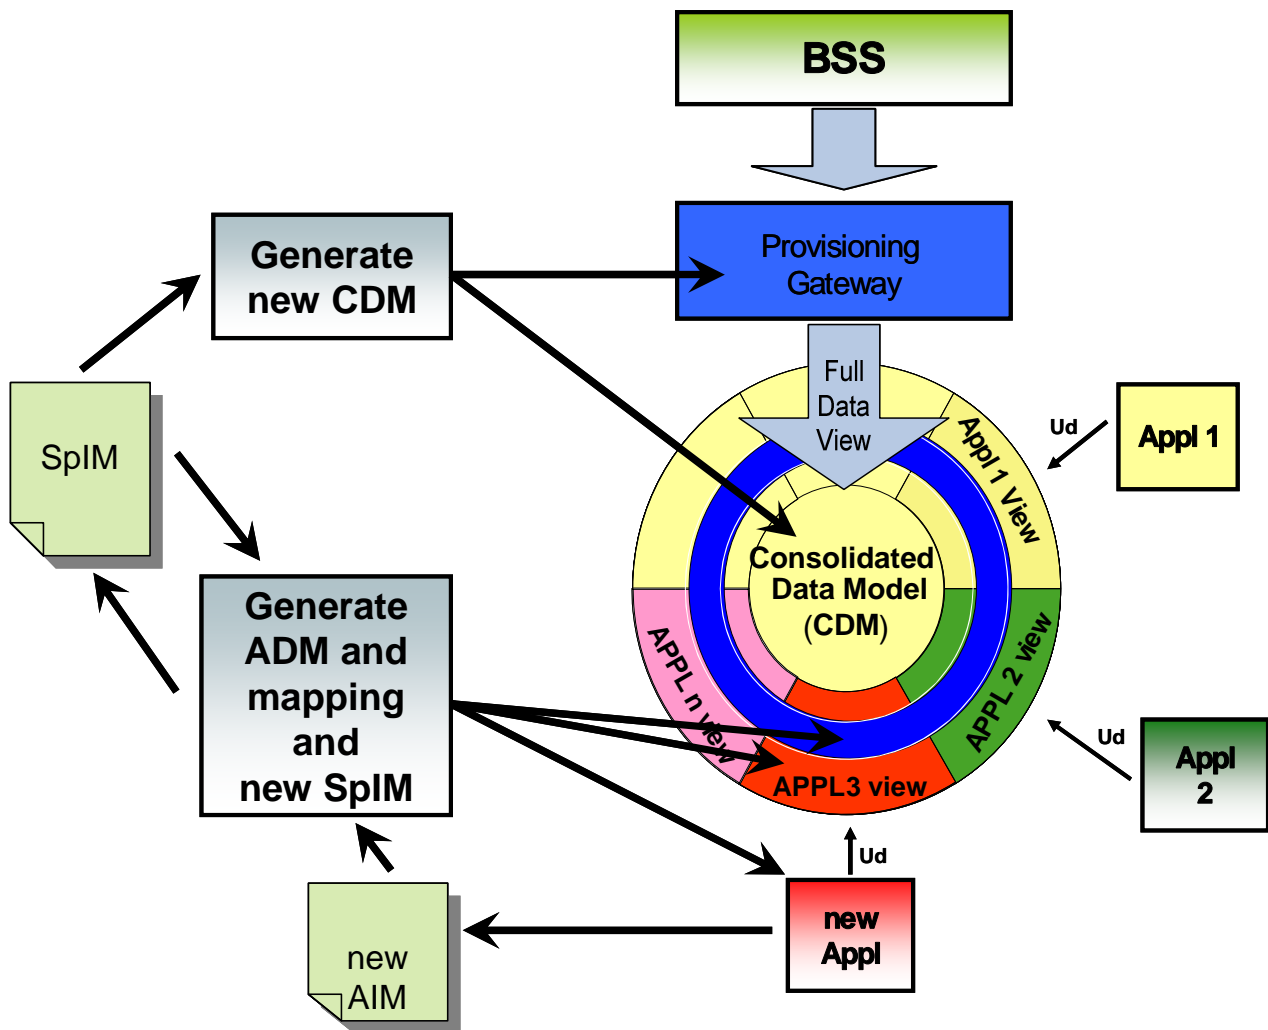 BSS
Provisioning
Gateway
Generate
new CDM
Full
Data
View
SpIM
Appl 1 View
Ud
Appl 1
Consolidated
Data Model
(CDM)
Generate
ADM and
mapping
and
new SpIM
APPL n view
APPL 2 view
APPL3 view
Ud
Appl
2
Ud
new
Appl
new
AIM